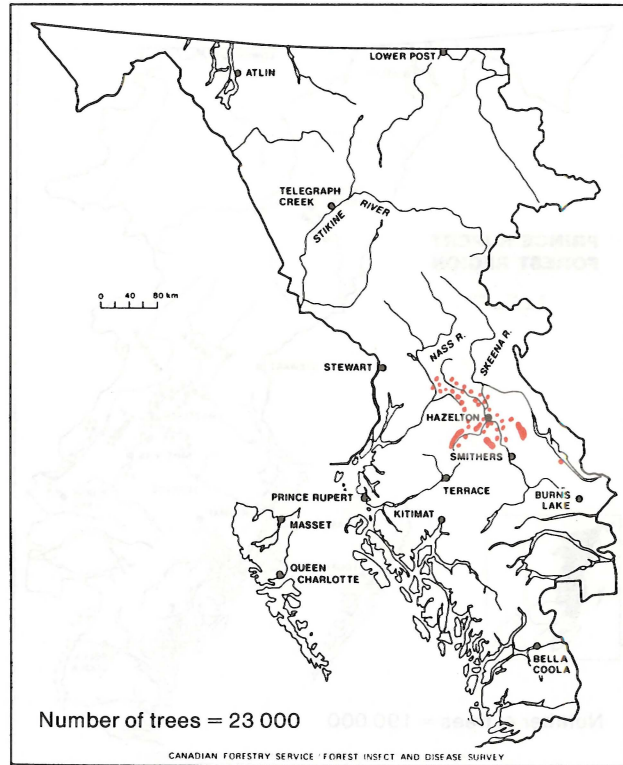 LOWER POST
ATLIN
TELEGRAPH
CREEK
STIKINE
RIVER
0 40 80 km
NASS R.
SKEENA R.
STEWART
HAZELTON
SMITHERS
TERRACE
PRINCE RUPERT
KITIMAT
BURNS
LAKE
MASSET
QUEEN
CHARLOTTE
BELLA
COOLA
Number of trees = 23 000
CANADIAN FORESTRY SERVICE FOREST INSECT AND DISEASE SURVEY